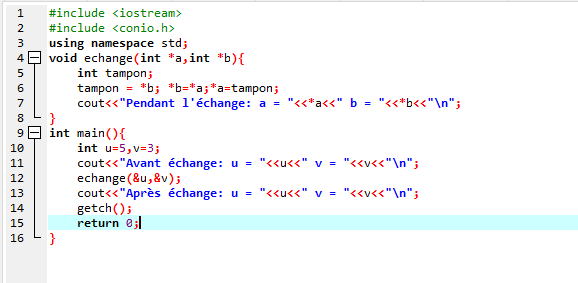 1 #include <iostream>
2 #include <conio.h>
3 using namespace std;
4 void echange(int *a,int *b){
5 int tampon;
6 tampon = *b; *b=*a;*a=tampon;
7 cout<<"Pendant l'échange: a = "<<*a<<" b = "<<*b<<"\n";
8 }
9 int main(){
10 int u=5,v=3;
11 cout<<"Avant échange: u = "<<u<<" v = "<<v<<"\n";
12 echange(&u,&v);
13 cout<<"Après échange: u = "<<u<<" v = "<<v<<"\n";
14 getch();
15 return 0;
16 }